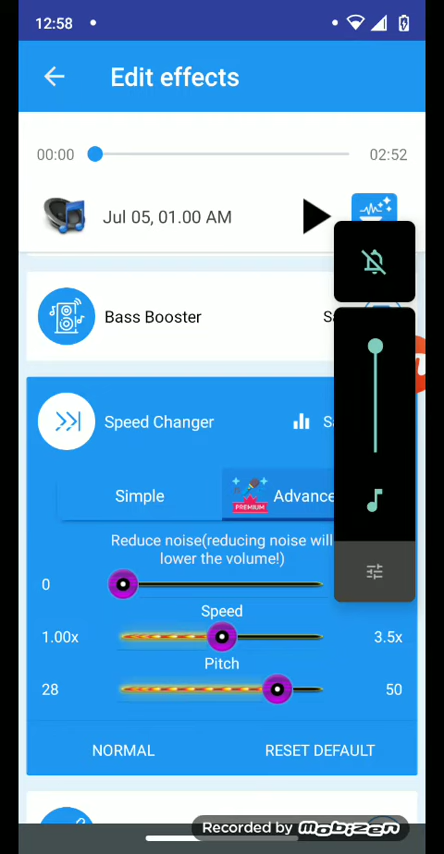 12:58
Edit effects
00:00
02:52
Jul 05, 01.00 AM
Bass Booster
Speed Changer
Simple
PREMIUM
Reduce noise(reducing noise will
lower the volume!)
0
Speed
1.00x
3.5x
Pitch
28
50
NORMAL
RESET DEFAULT
Recorded by Mobizen